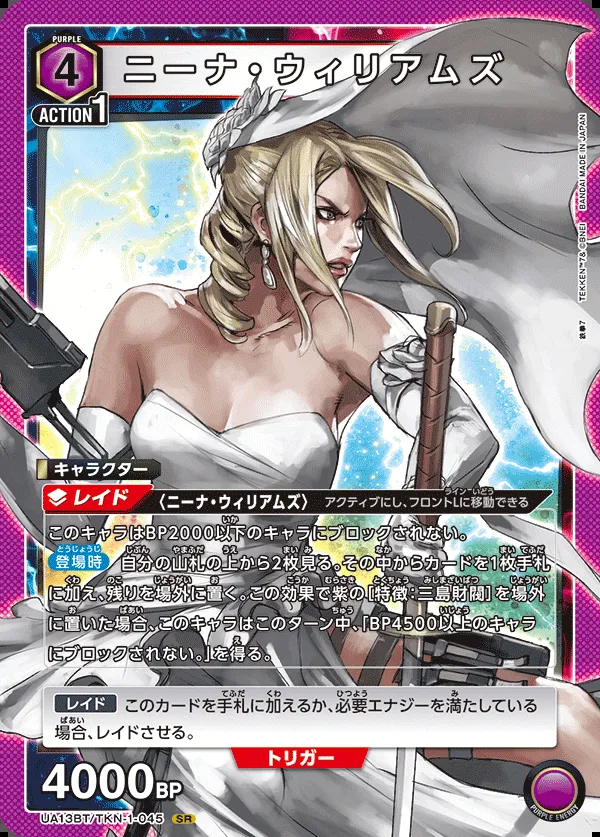 PURPLE
4
ニーナ・ウィリアムズ
ACTION 1
鉄拳7 TEKKEN™7& ©BNEI BANDAI MADE IN JAPAN
キャラクター
レイド 〈ニーナ・ウィリアムズ〉 アクティブにし、フロントLに移動できる
このキャラはBP2000以下のキャラにブロックされない。
登場時 自分の山札の上から2枚見る。その中からカードを1枚手札
に加え、残りを場外に置く。この効果で紫の[特徴:三島財閥]を場外
に置いた場合、このキャラはこのターン中、「BP4500以上のキャラ
にブロックされない。」を得る。
レイド このカードを手札に加えるか、必要エナジーを満たしている
場合、レイドさせる。
トリガー
4000BP
UA13BT/TKN-1-045 SR
PURPLE ENERGY